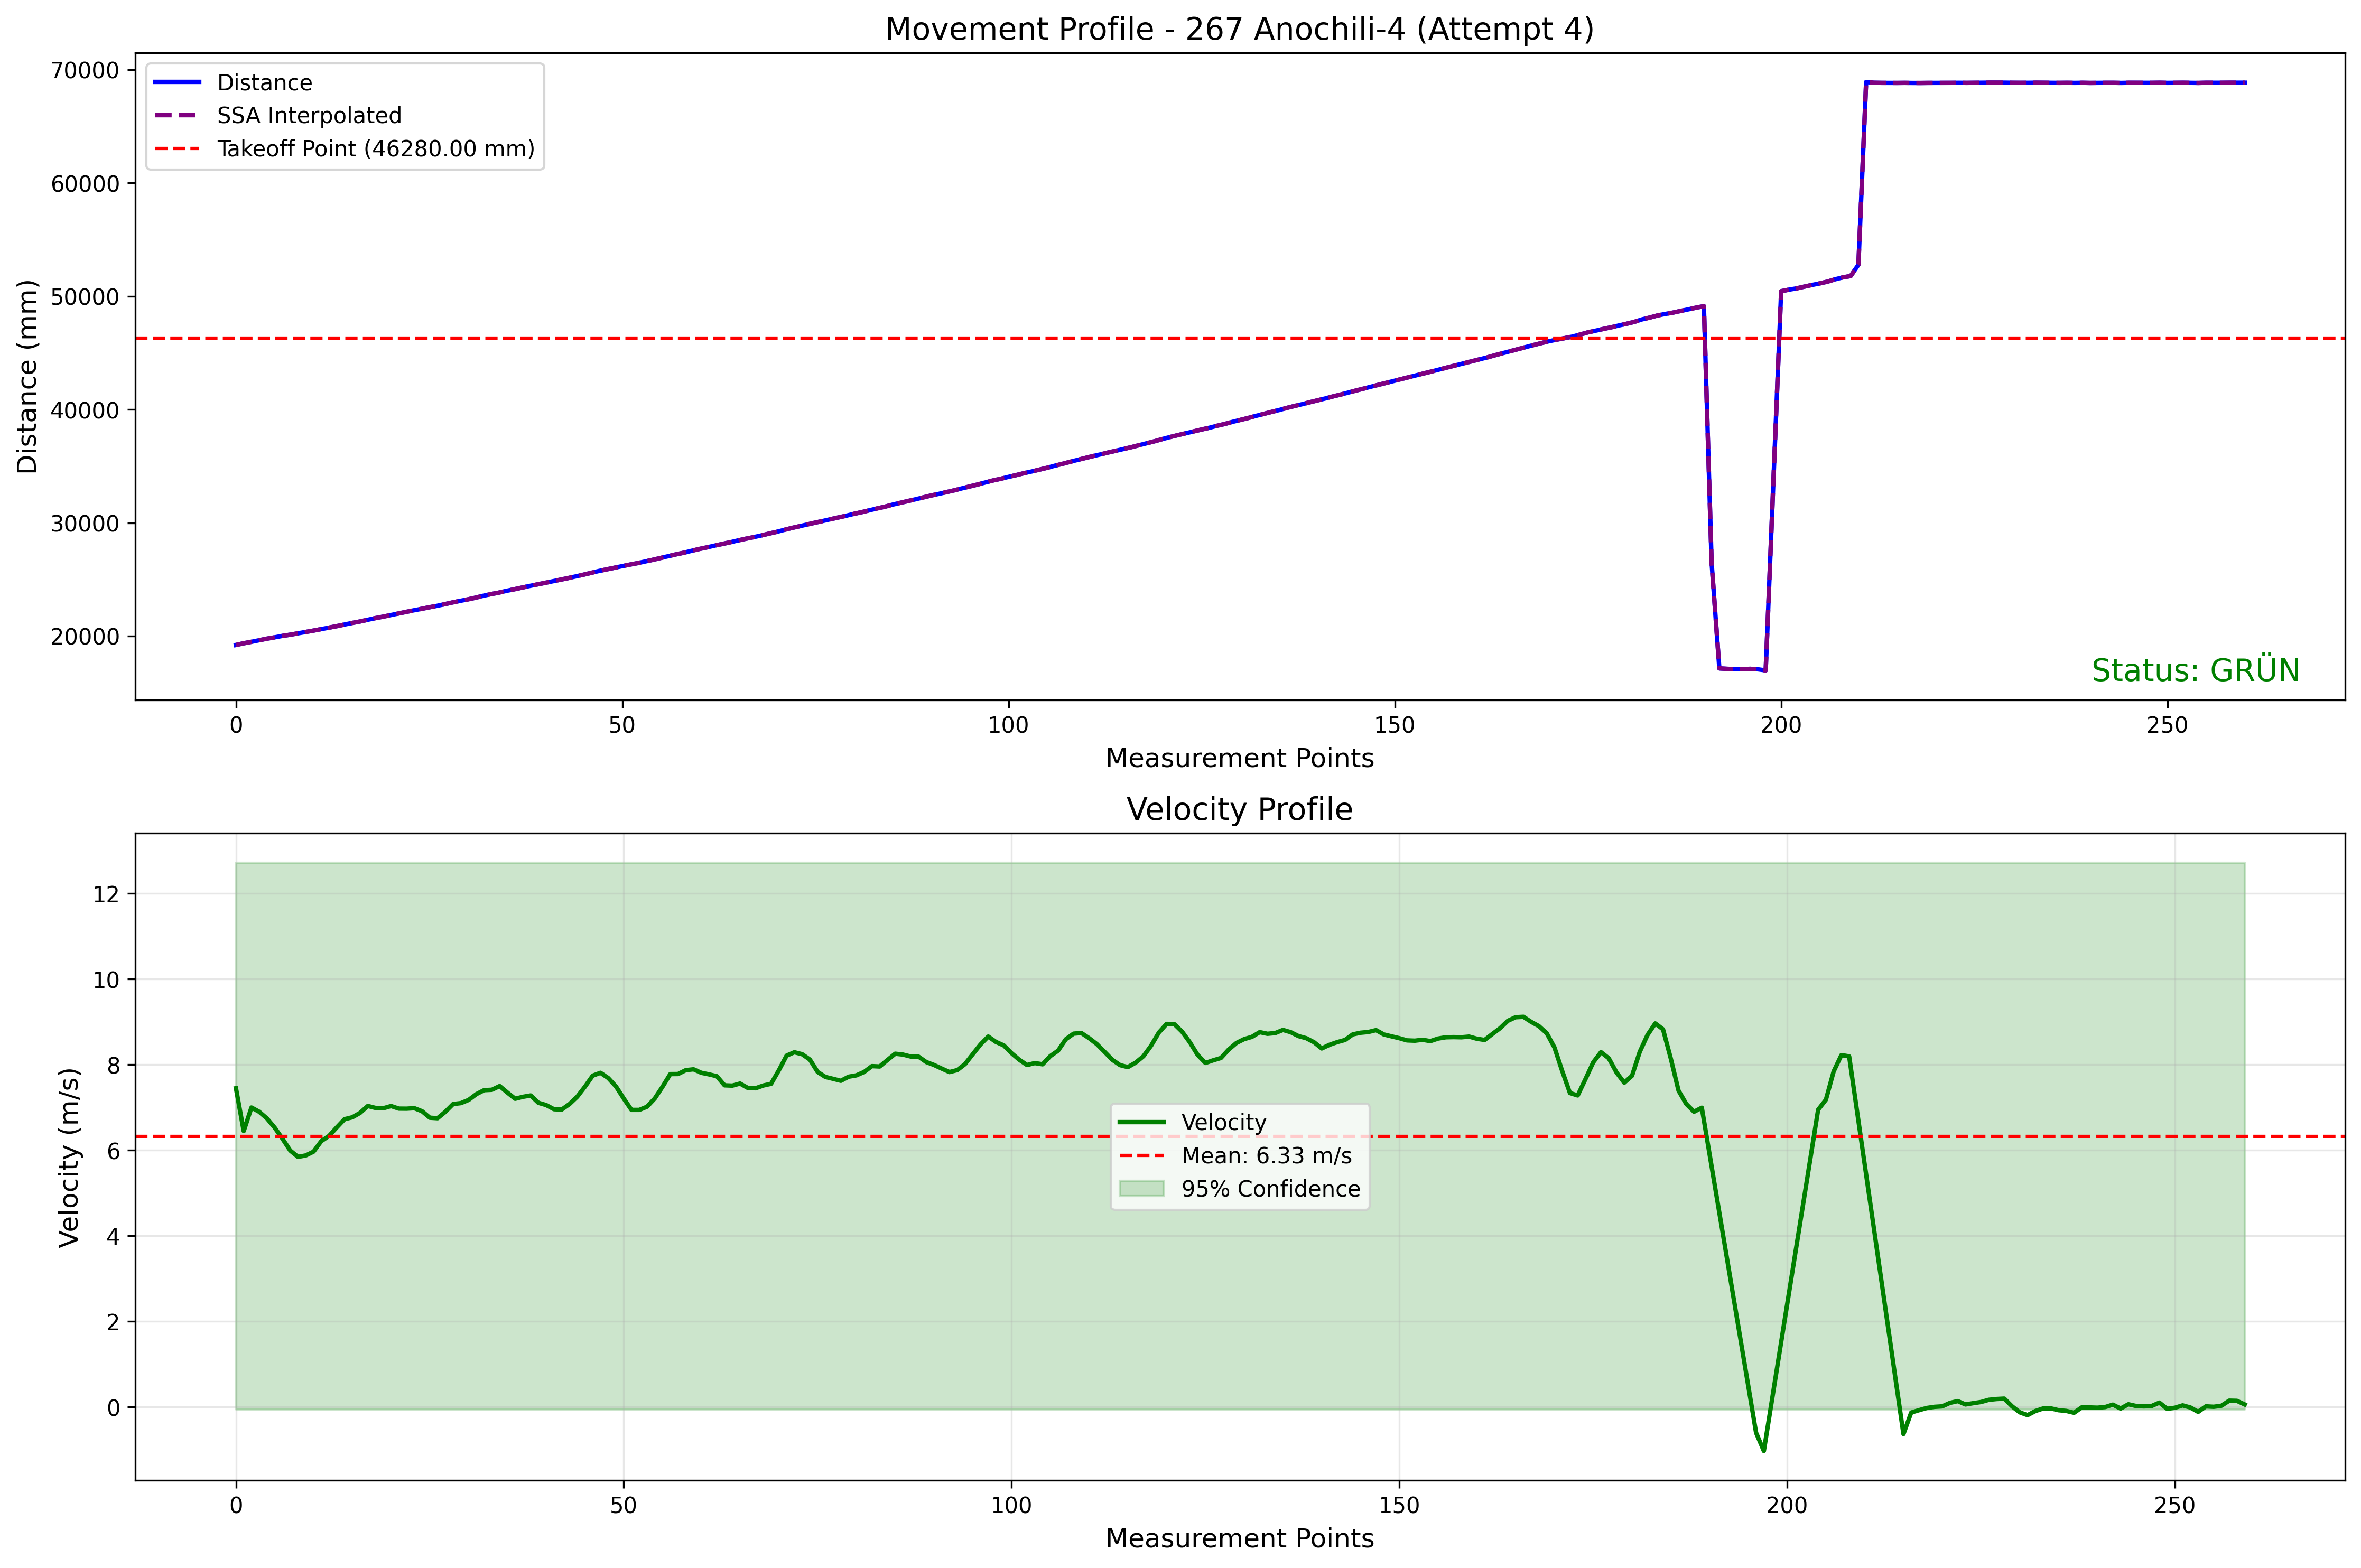 Movement Profile - 267 Anochili-4 (Attempt 4)
Distance
SSA Interpolated
Takeoff Point (46280.00 mm)
Distance (mm)
70000
60000
50000
40000
30000
20000
Status: GRÜN
0 50 100 150 200 250
Measurement Points
Velocity Profile
Velocity (m/s)
12
10
8
6
4
2
0
Velocity
Mean: 6.33 m/s
95% Confidence
0 50 100 150 200 250
Measurement Points